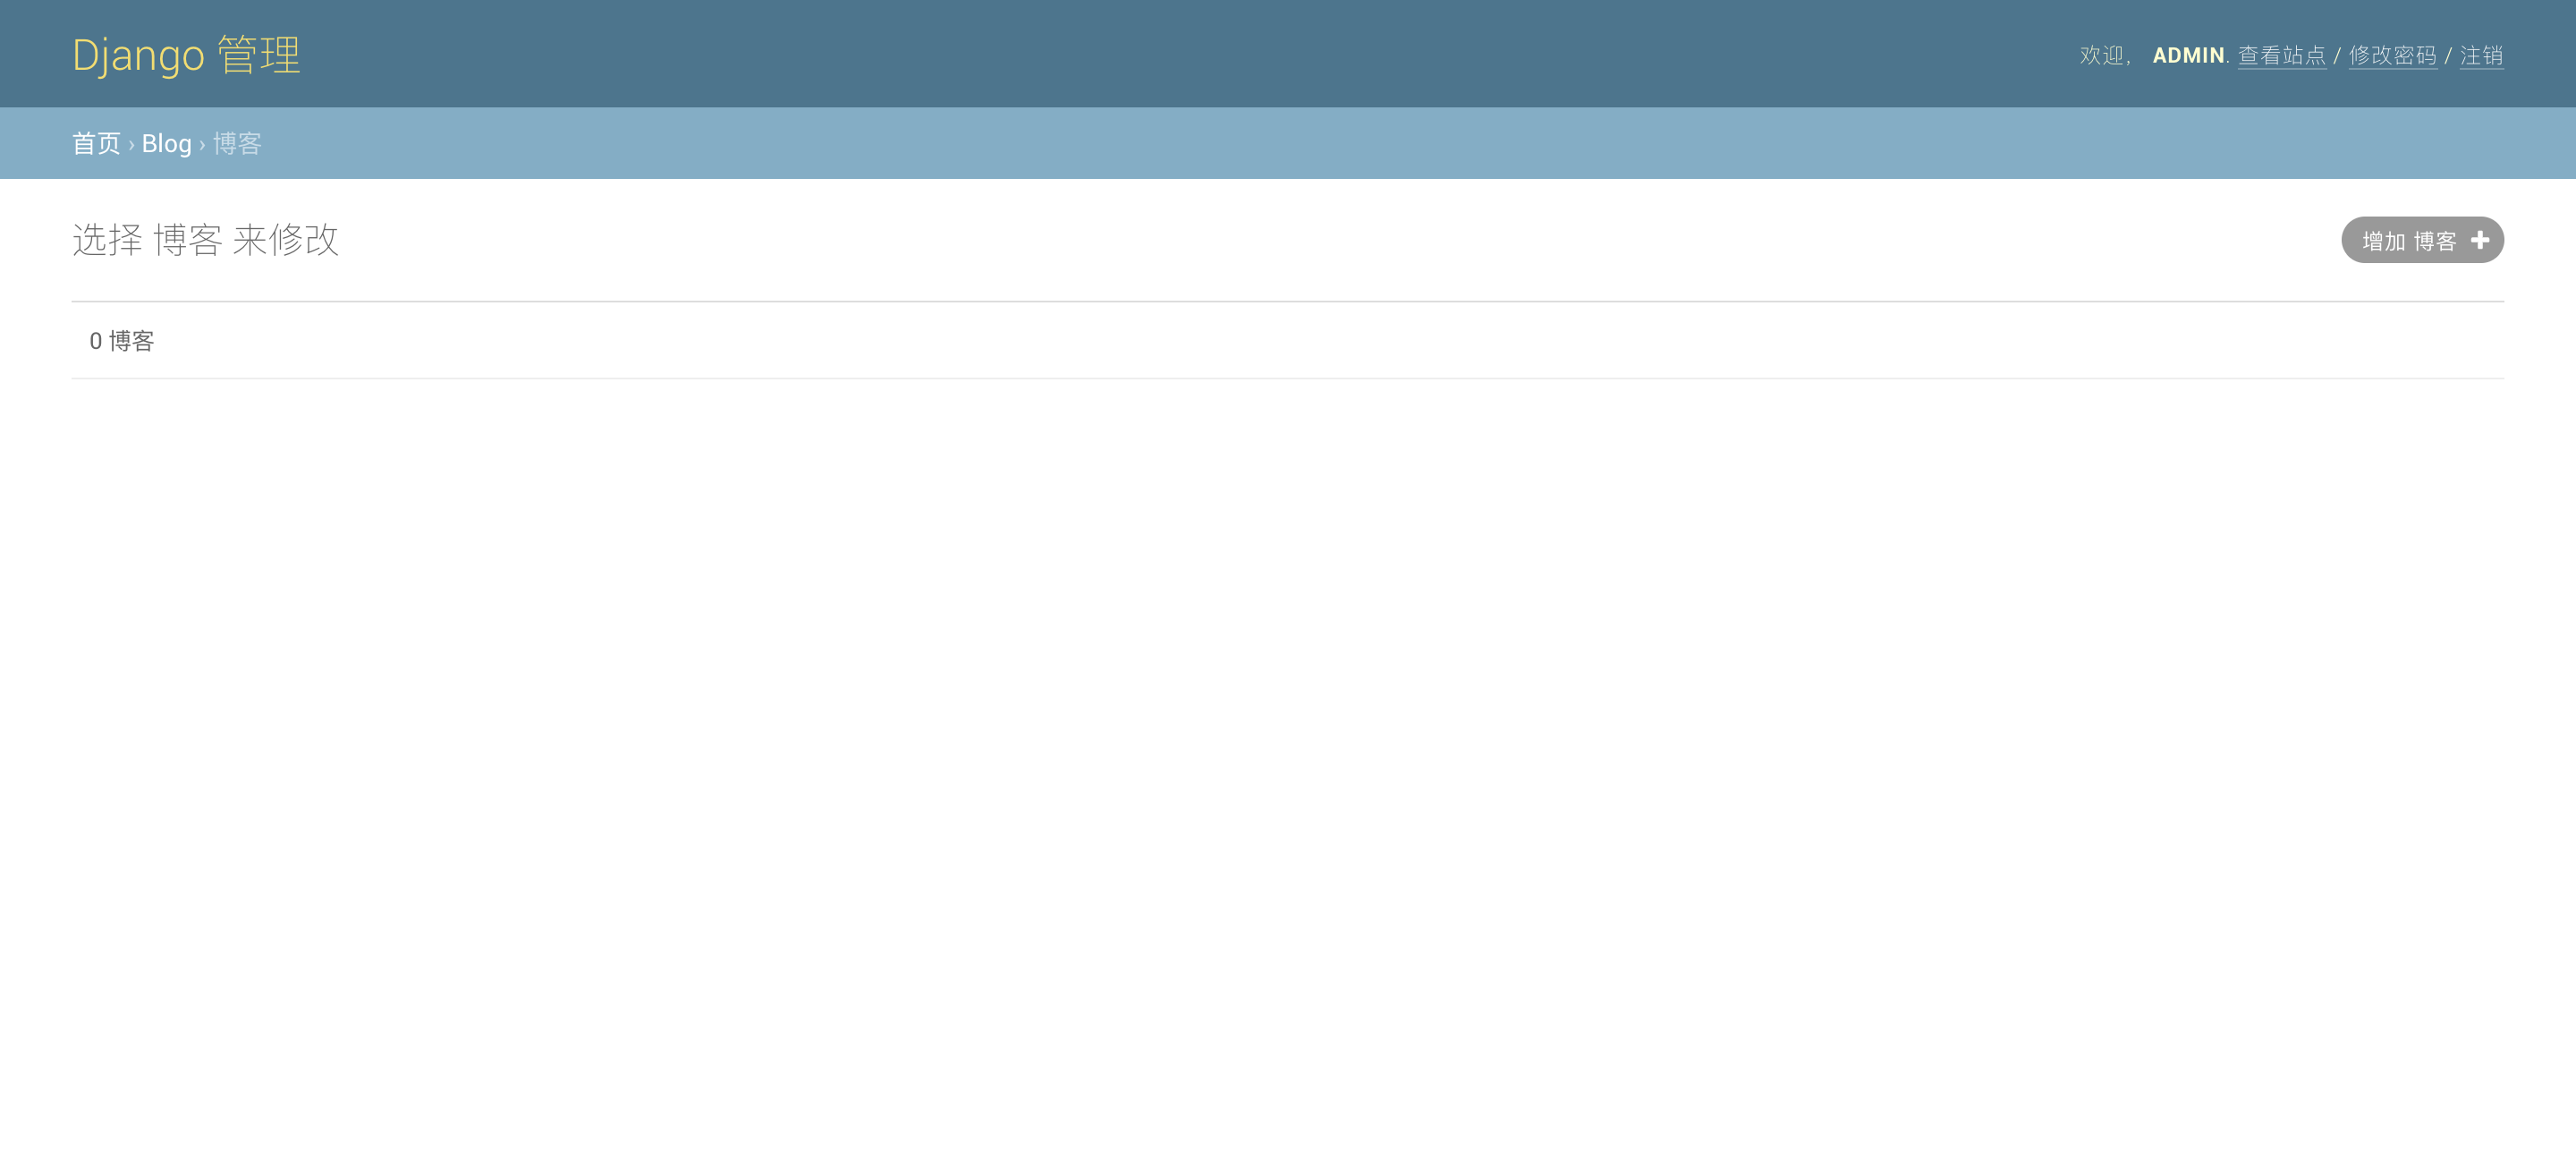 Django 管理
欢迎， ADMIN. 查看站点 / 修改密码 / 注销
首页 › Blog › 博客
选择 博客 来修改
增加 博客
0 博客